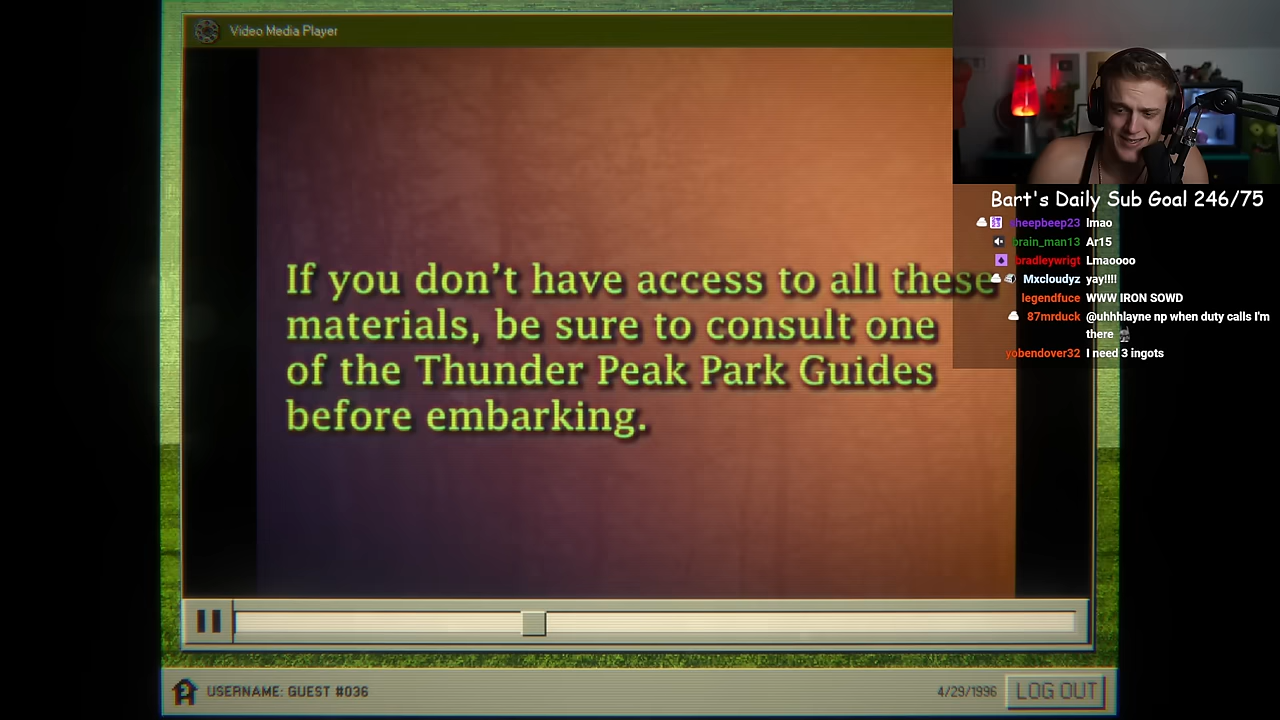 Video Media Player
If you don't have access to all these
materials, be sure to consult one
of the Thunder Peak Park Guides
before embarking.
USERNAME: GUEST #036
4/29/1996
LOG OUT
Bart's Daily Sub Goal 246/75
sheepbeep23 lmao
brain_man13 Ar15
bradleywrigt Lmaoooo
Mxcloudyz yay!!!!
legendfuce WWW IRON SOWD
87mrduck @uhhhlayne np when duty calls I'm
there
yobendover32 I need 3 ingots